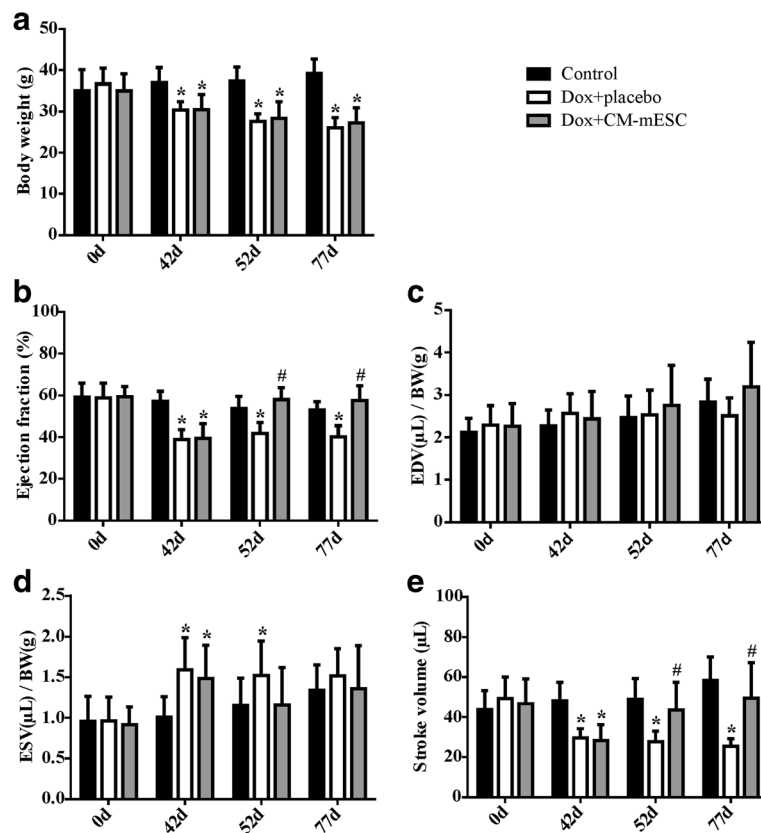 a
Body weight (g)
50
40
30
20
10
0
* * * * * *
0d 42d 52d 77d
Control
Dox+placebo
Dox+CM-mESC
b
Ejection fraction (%)
100
80
60
40
20
0
* * * # * #
0d 42d 52d 77d
c
EDV(μL) / BW(g)
5
4
3
2
1
0
0d 42d 52d 77d
d
ESV(μL) / BW(g)
2.5
2.0
1.5
1.0
0.5
0.0
* * *
0d 42d 52d 77d
e
Stroke volume (μL)
100
80
60
40
20
0
* * * # * #
0d 42d 52d 77d